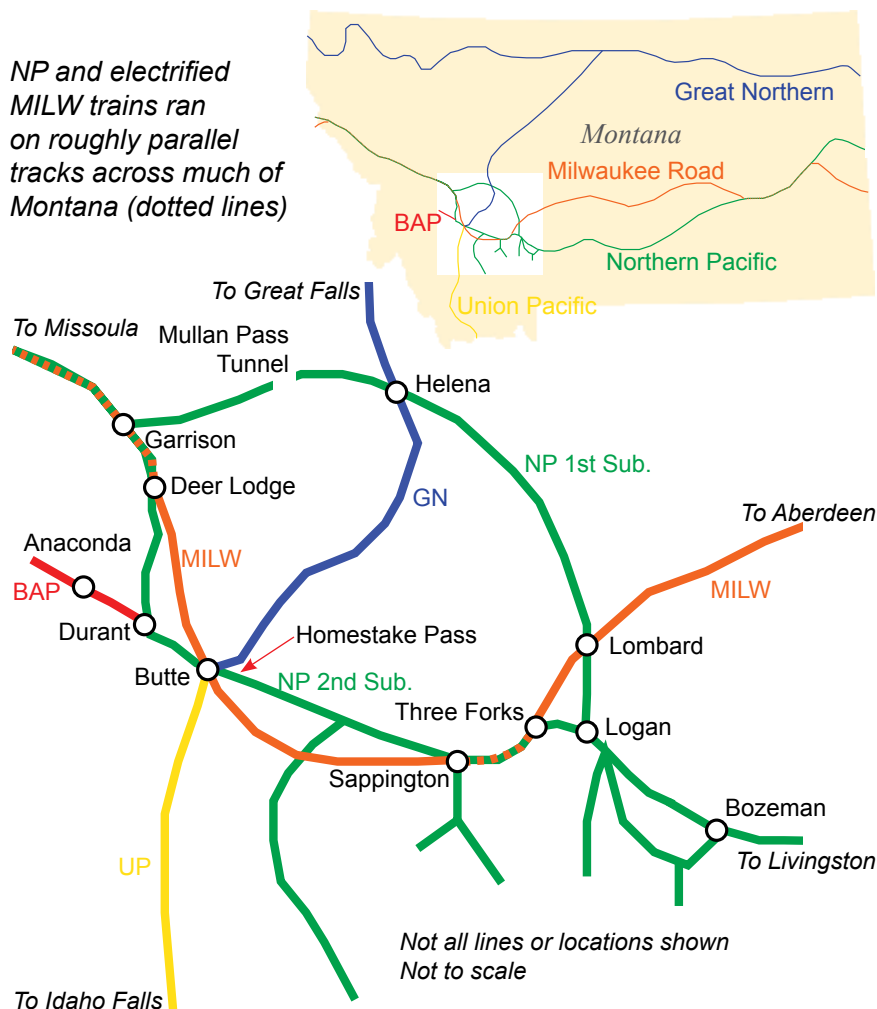 NP and electrified
MILW trains ran
on roughly parallel
tracks across much of
Montana (dotted lines)
Great Northern
Montana
Milwaukee Road
BAP
Northern Pacific
Union Pacific
To Great Falls
To Missoula
Mullan Pass
Tunnel
Helena
Garrison
NP 1st Sub.
Deer Lodge
GN
To Aberdeen
Anaconda
MILW
BAP
MILW
Durant
Homestake Pass
Lombard
Butte
NP 2nd Sub.
Three Forks
Logan
Sappington
Bozeman
To Livingston
UP
Not all lines or locations shown
Not to scale
To Idaho Falls